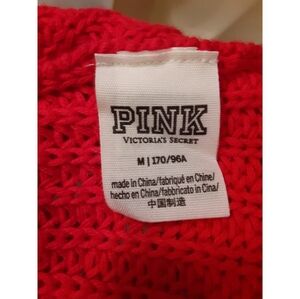 PINK
VICTORIA'S SECRET
M | 170/96A
made in China/fabriqué en Chine/
hecho en China/fabbricato in Cina/
中国制造